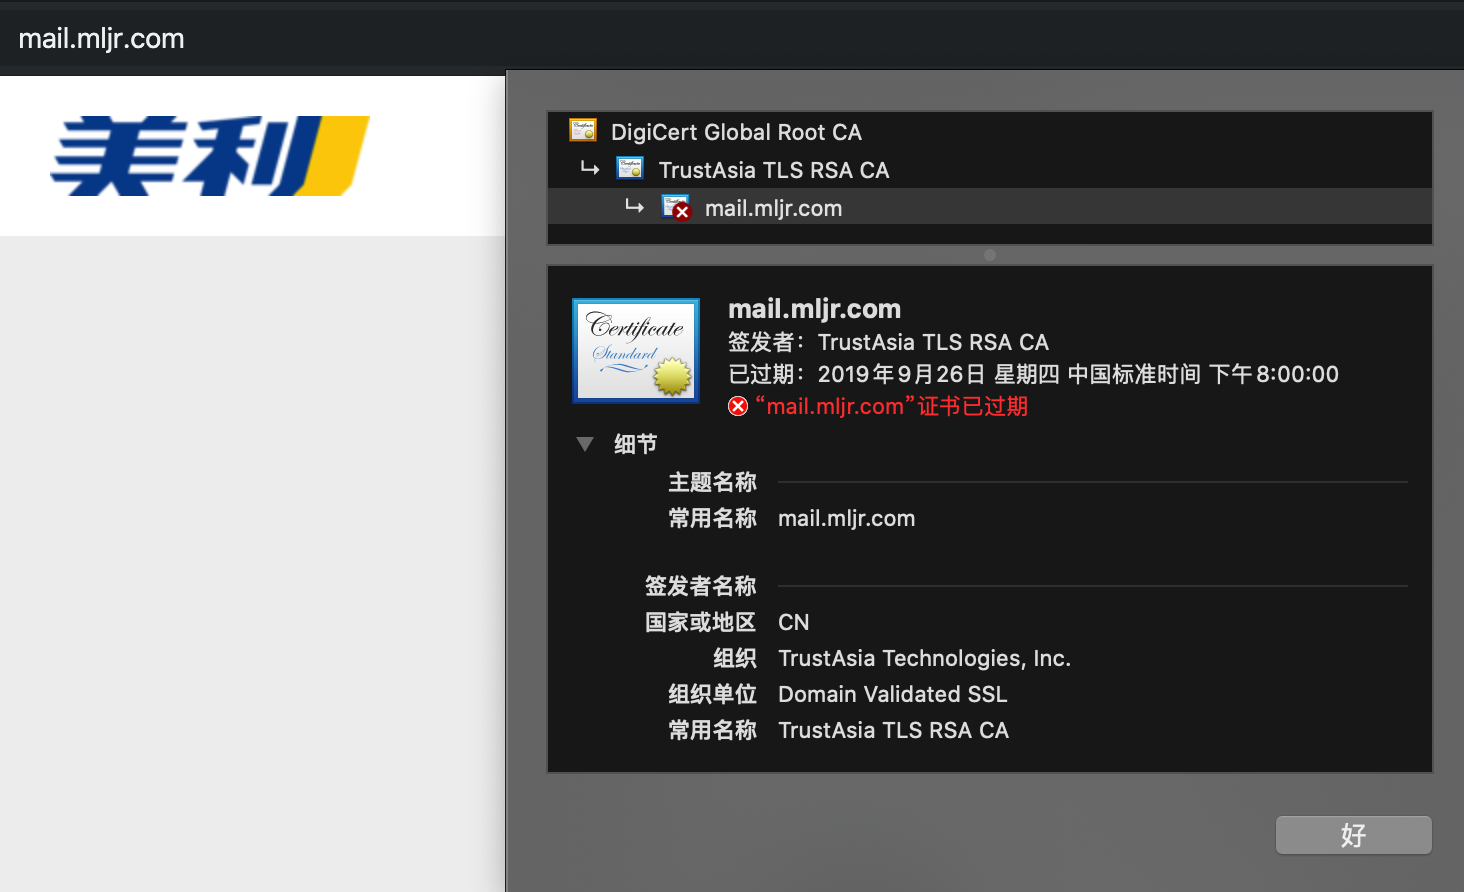 mail.mljr.com
美利
DigiCert Global Root CA
TrustAsia TLS RSA CA
mail.mljr.com
Certificate
Standard
mail.mljr.com
签发者：TrustAsia TLS RSA CA
已过期：2019年9月26日 星期四 中国标准时间 下午8:00:00
“mail.mljr.com”证书已过期
细节
主题名称
常用名称 mail.mljr.com
签发者名称
国家或地区 CN
组织 TrustAsia Technologies, Inc.
组织单位 Domain Validated SSL
常用名称 TrustAsia TLS RSA CA
好